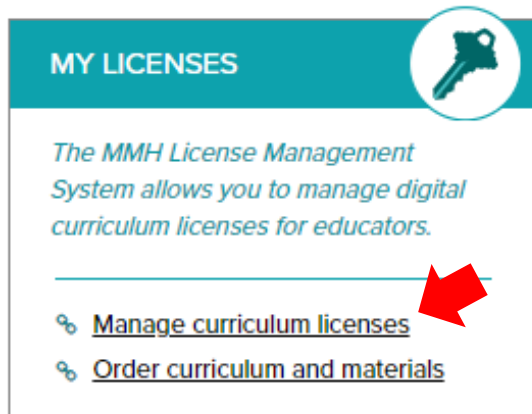 MY LICENSES
The MMH License Management
System allows you to manage digital
curriculum licenses for educators.
Manage curriculum licenses
Order curriculum and materials